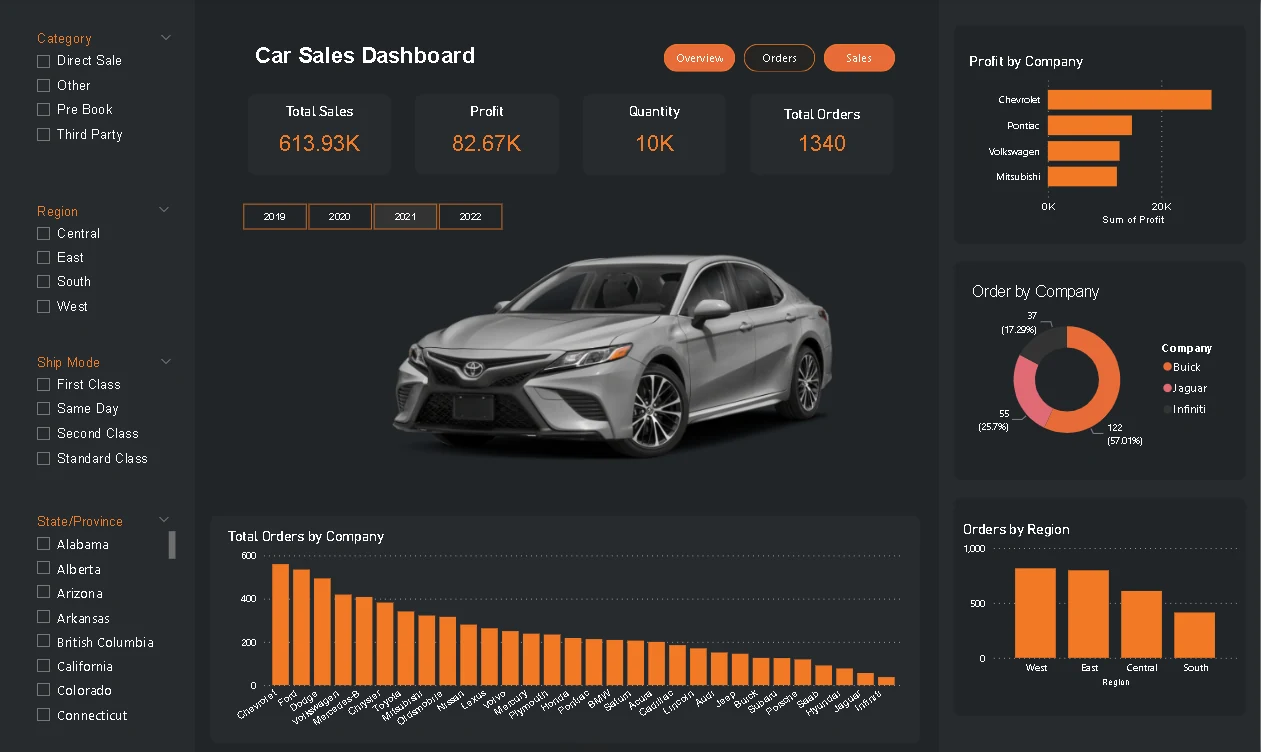 Category
Direct Sale
Other
Pre Book
Third Party
Region
Central
East
South
West
Ship Mode
First Class
Same Day
Second Class
Standard Class
State/Province
Alabama
Alberta
Arizona
Arkansas
British Columbia
California
Colorado
Connecticut
Car Sales Dashboard
Overview
Orders
Sales
Total Sales
613.93K
Profit
82.67K
Quantity
10K
Total Orders
1340
2019 2020 2021 2022
Total Orders by Company
600
400
200
0
Chevrolet Ford Dodge Volkswagen Mercedes-B Chrysler Toyota Mitsubishi Oldsmobile Nissan Lexus Volvo Mercury Plymouth Honda Pontiac BMW Saturn Acura Cadillac Lincoln Audi Jeep Buick Subaru Porsche Saab Hyundai Jaguar Infiniti
Profit by Company
Chevrolet
Pontiac
Volkswagen
Mitsubishi
0K 20K
Sum of Profit
Order by Company
37
(17.29%)
55
(25.7%)
122
(57.01%)
Company
Buick
Jaguar
Infiniti
Orders by Region
1,000
500
0
West East Central South
Region